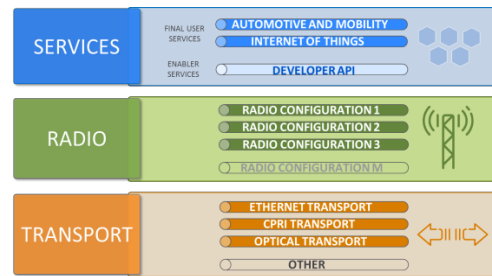 SERVICES
FINAL USER
SERVICES
AUTOMOTIVE AND MOBILITY
INTERNET OF THINGS
ENABLER
SERVICES
DEVELOPER API
RADIO
RADIO CONFIGURATION 1
RADIO CONFIGURATION 2
RADIO CONFIGURATION 3
RADIO CONFIGURATION M
TRANSPORT
ETHERNET TRANSPORT
CPRI TRANSPORT
OPTICAL TRANSPORT
OTHER